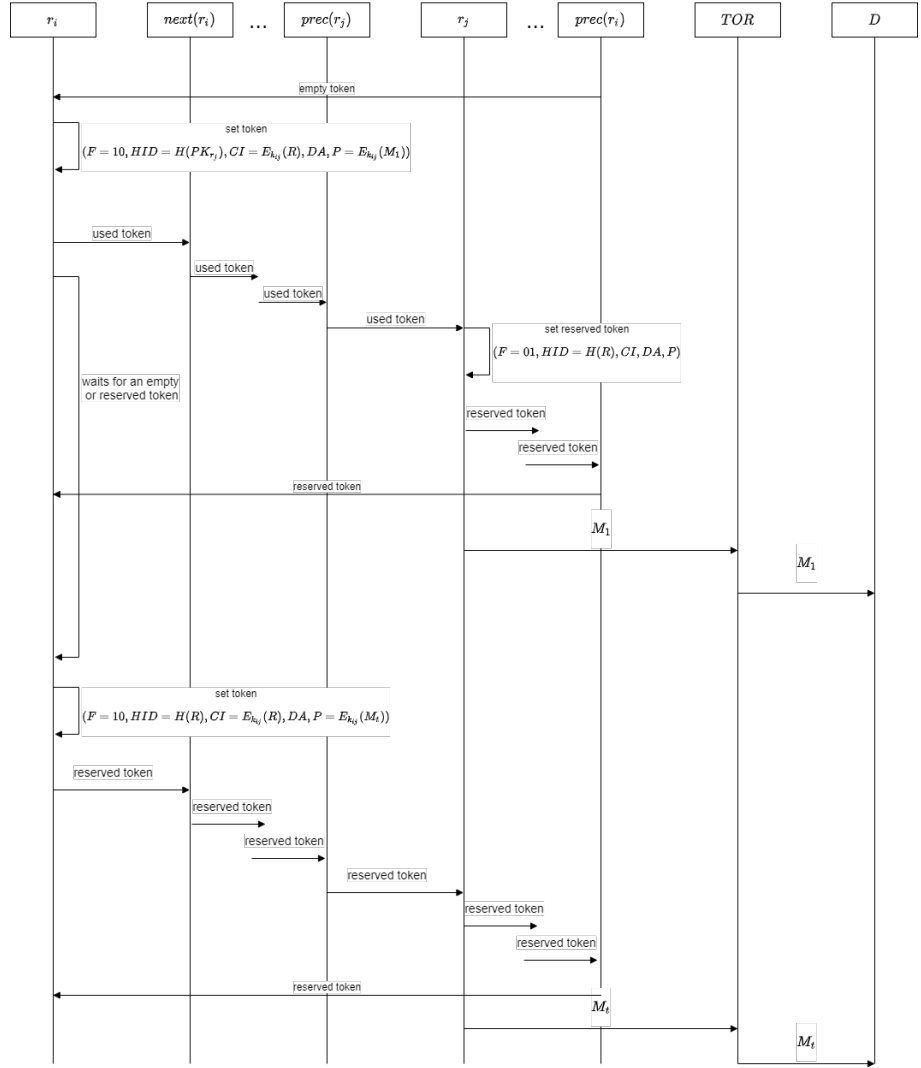 r_i next(r_i) ... prec(r_j) r_j ... prec(r_i) TOR D
empty token
set token
(F = 10, HID = H(PK_{r_j}), CI = E_{k_{ij}}(R), DA, P = E_{k_{ij}}(M_1))
used token
used token
used token
used token
set reserved token
(F = 01, HID = H(R), CI, DA, P)
waits for an empty
or reserved token
reserved token
reserved token
reserved token
M_1
M_1
set token
(F = 10, HID = H(R), CI = E_{k_{ij}}(R), DA, P = E_{k_{ij}}(M_t))
reserved token
reserved token
reserved token
reserved token
reserved token
reserved token
reserved token
M_t
M_t